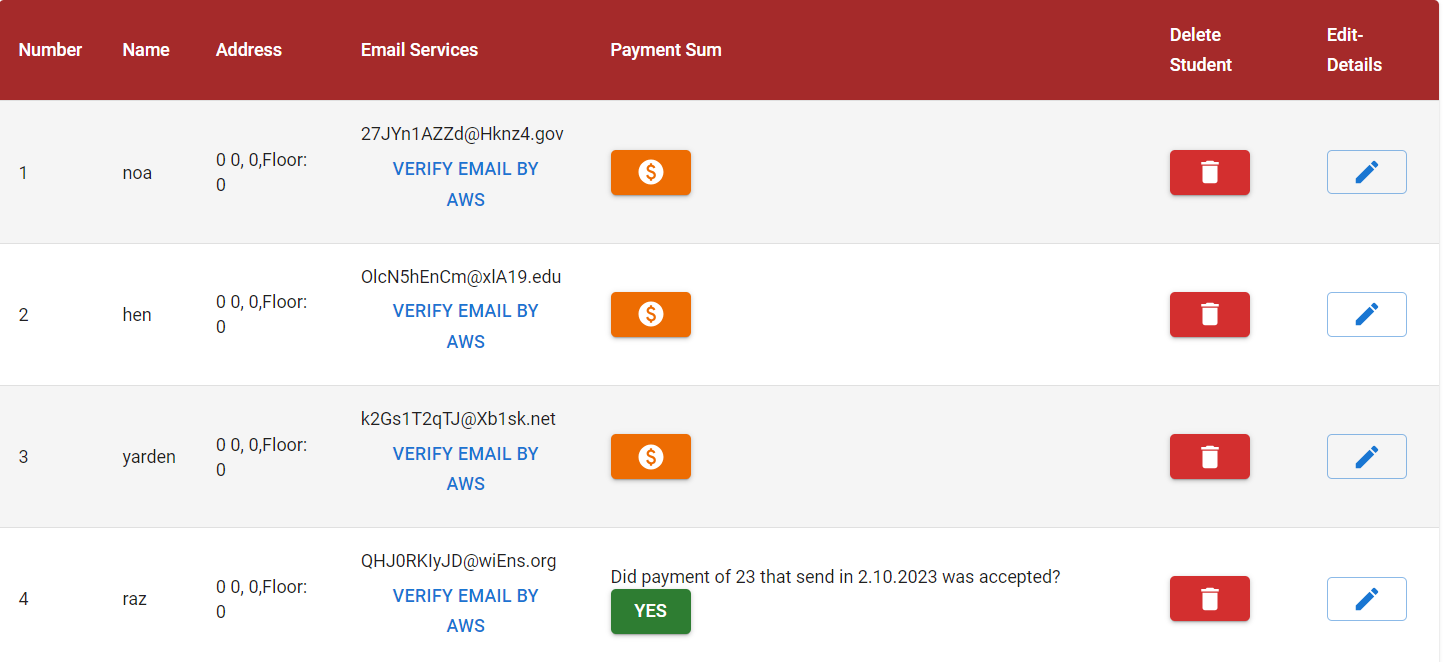 Number Name Address Email Services Payment Sum Delete Student Edit-Details
1 noa 0 0, 0,Floor: 0
27JYn1AZZd@Hknz4.gov
VERIFY EMAIL BY
AWS
$
2 hen 0 0, 0,Floor: 0
OlcN5hEnCm@xlA19.edu
VERIFY EMAIL BY
AWS
$
3 yarden 0 0, 0,Floor: 0
k2Gs1T2qTJ@Xb1sk.net
VERIFY EMAIL BY
AWS
$
4 raz 0 0, 0,Floor: 0
QHJ0RKIyJD@wiEns.org
VERIFY EMAIL BY
AWS
Did payment of 23 that send in 2.10.2023 was accepted?
YES